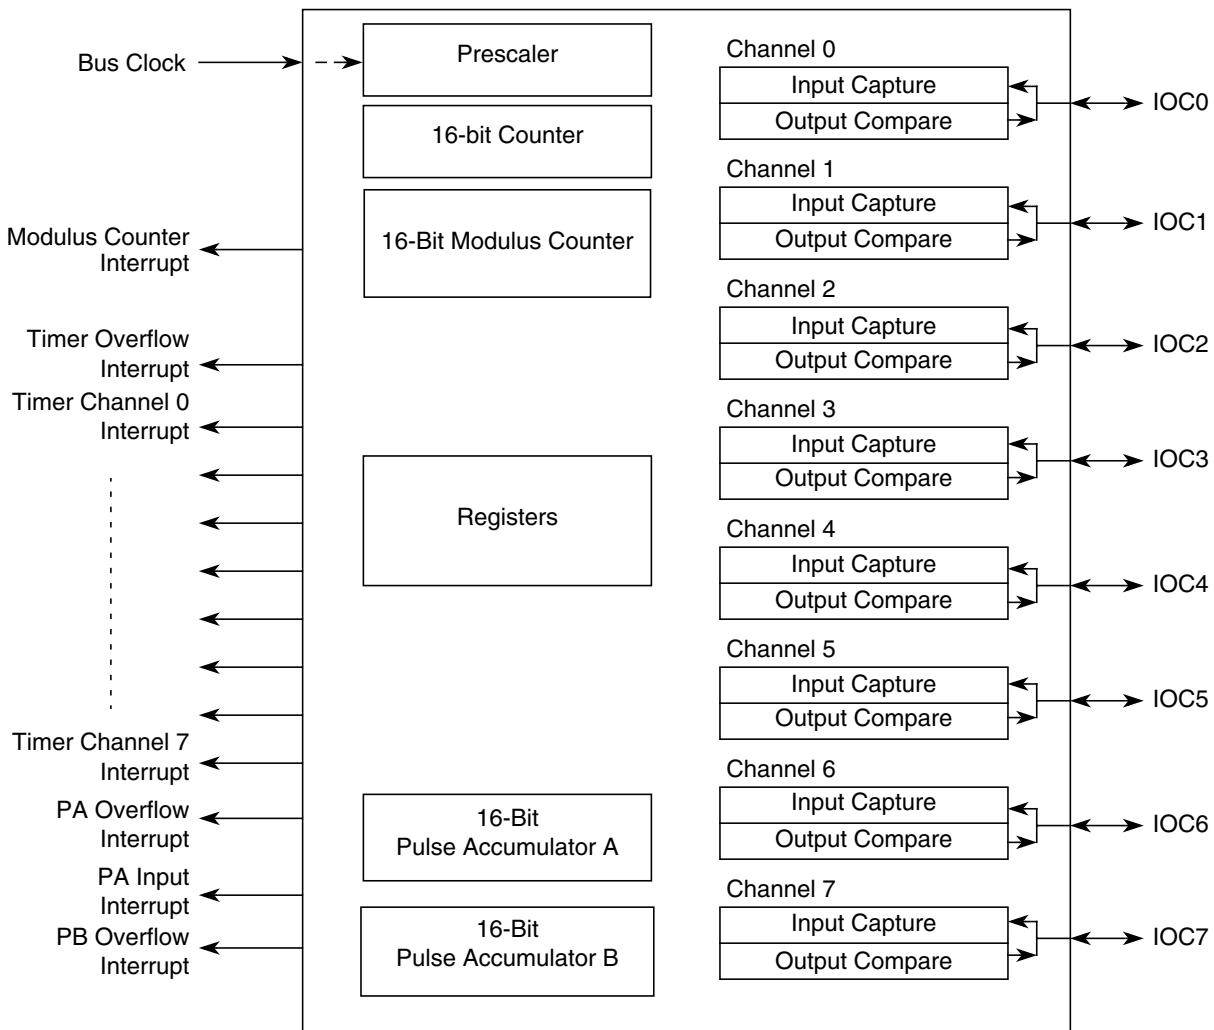 Bus Clock
Modulus Counter
Interrupt
Timer Overflow
Interrupt
Timer Channel 0
Interrupt
Timer Channel 7
Interrupt
PA Overflow
Interrupt
PA Input
Interrupt
PB Overflow
Interrupt
Prescaler
16-bit Counter
16-Bit Modulus Counter
Registers
16-Bit
Pulse Accumulator A
16-Bit
Pulse Accumulator B
Channel 0
Input Capture
Output Compare
IOC0
Channel 1
Input Capture
Output Compare
IOC1
Channel 2
Input Capture
Output Compare
IOC2
Channel 3
Input Capture
Output Compare
IOC3
Channel 4
Input Capture
Output Compare
IOC4
Channel 5
Input Capture
Output Compare
IOC5
Channel 6
Input Capture
Output Compare
IOC6
Channel 7
Input Capture
Output Compare
IOC7